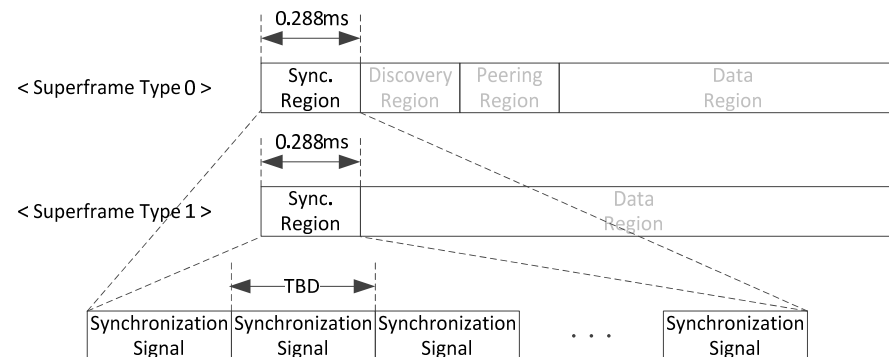 0.288ms
< Superframe Type 0 >
Sync.
Region
Discovery
Region
Peering
Region
Data
Region
0.288ms
< Superframe Type 1 >
Sync.
Region
Data
Region
TBD
Synchronization
Signal
Synchronization
Signal
Synchronization
Signal
. . .
Synchronization
Signal